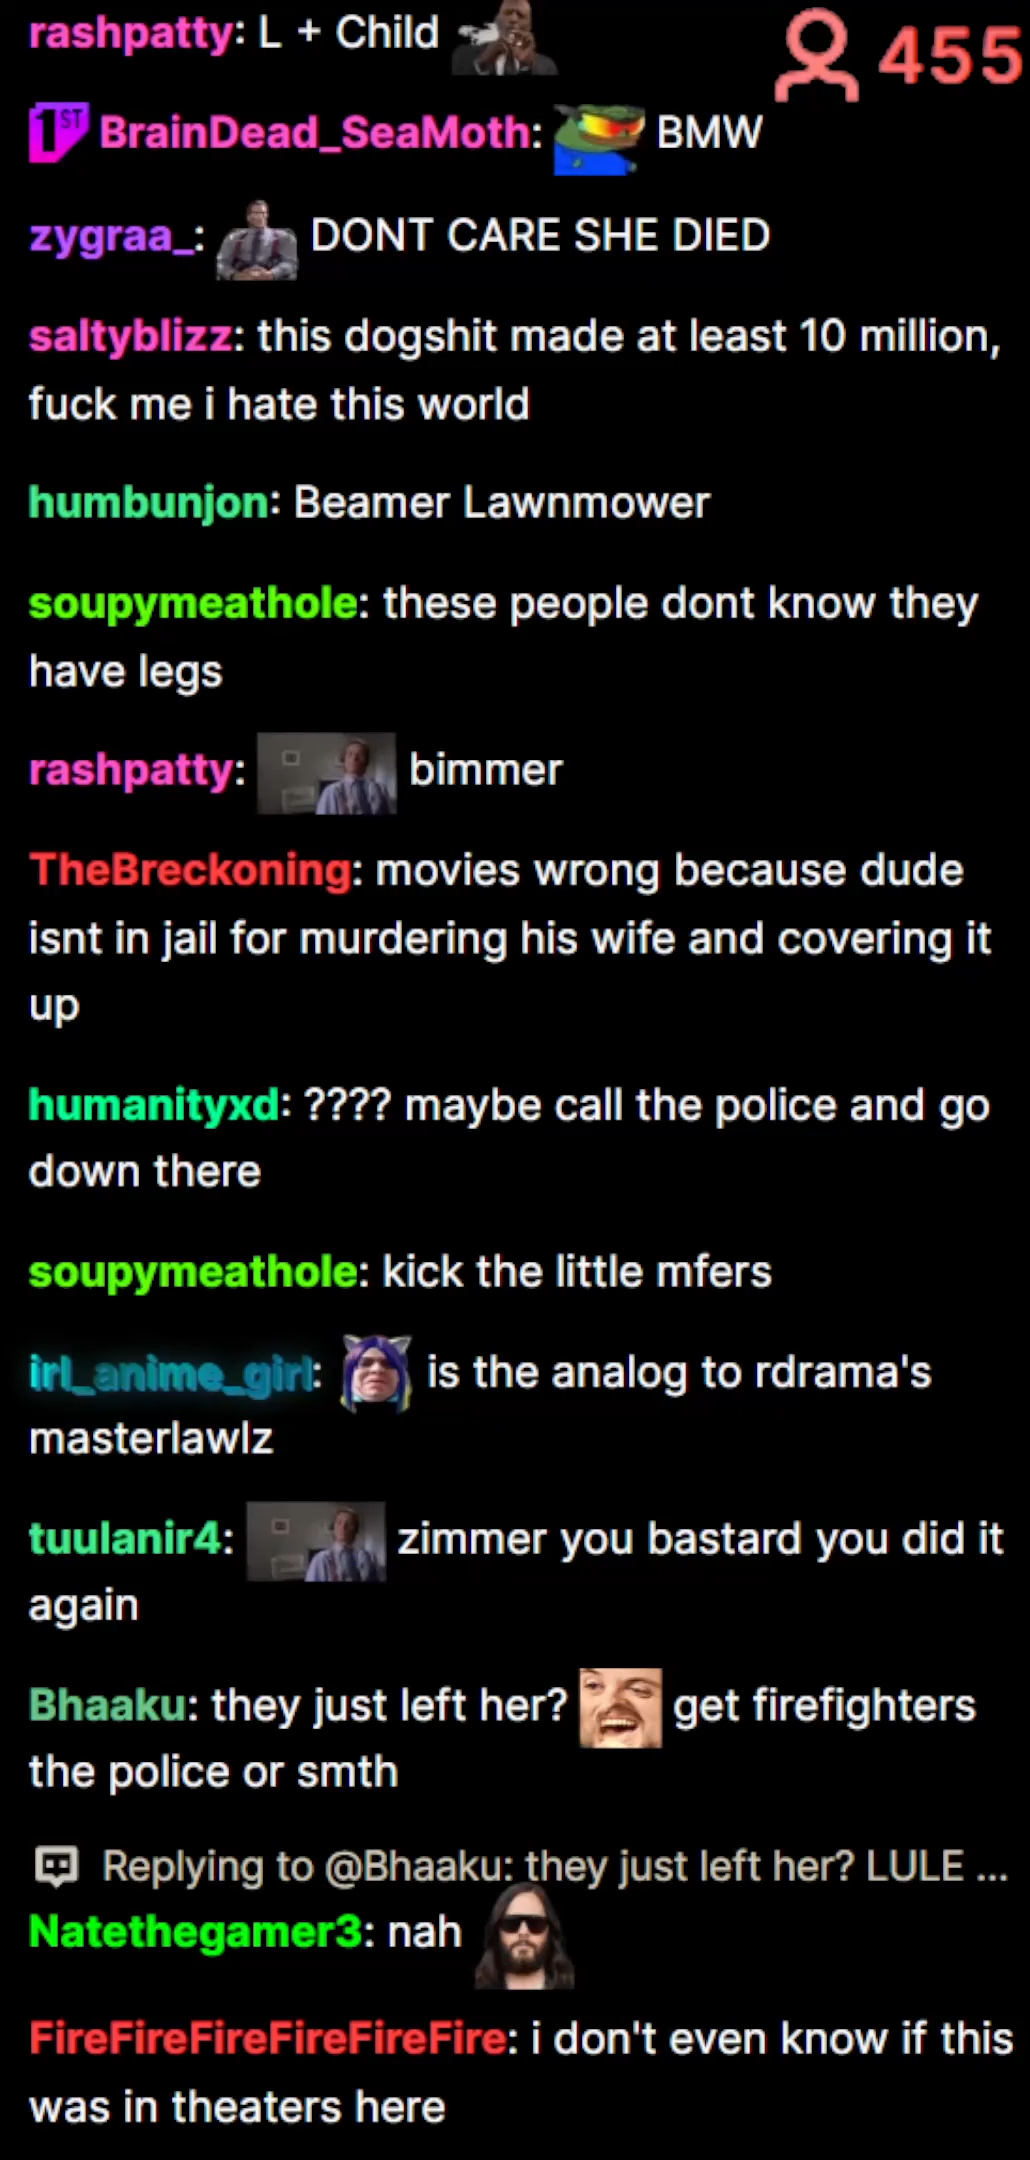 rashpatty: L + Child
455
1ST BrainDead_SeaMoth: BMW
zygraa_: DONT CARE SHE DIED
saltyblizz: this dogshit made at least 10 million,
fuck me i hate this world
humbunjon: Beamer Lawnmower
soupymeathole: these people dont know they
have legs
rashpatty: bimmer
TheBreckoning: movies wrong because dude
isnt in jail for murdering his wife and covering it
up
humanityxd: ???? maybe call the police and go
down there
soupymeathole: kick the little mfers
irl_anime_girl: is the analog to rdrama's
masterlawlz
tuulanir4: zimmer you bastard you did it
again
Bhaaku: they just left her? get firefighters
the police or smth
Replying to @Bhaaku: they just left her? LULE ...
Natethegamer3: nah
FireFireFireFireFireFire: i don't even know if this
was in theaters here